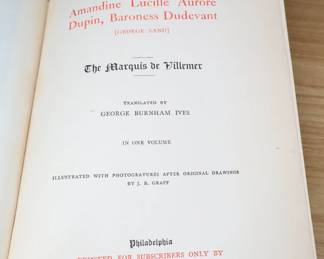 Amandine Lucille Aurore
Dupin, Baroness Dudevant
[GEORGE SAND]
The Marquis de Villemer
TRANSLATED BY
GEORGE BURNHAM IVES
IN ONE VOLUME
ILLUSTRATED WITH PHOTOGRAVURES AFTER ORIGINAL DRAWINGS
BY J. R. GRAFF
Philadelphia
PRINTED FOR SUBSCRIBERS ONLY BY